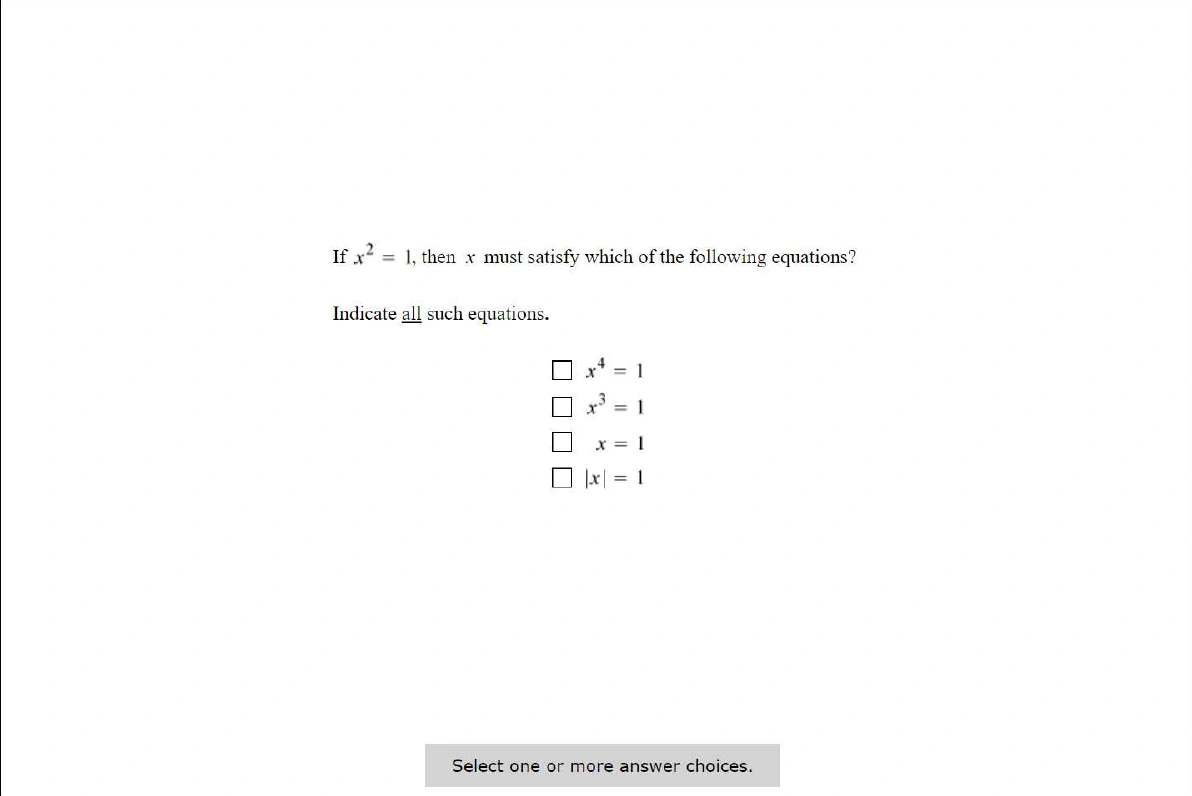 If x² = 1, then x must satisfy which of the following equations?
Indicate all such equations.
x⁴ = 1
x³ = 1
x = 1
|x| = 1
Select one or more answer choices.